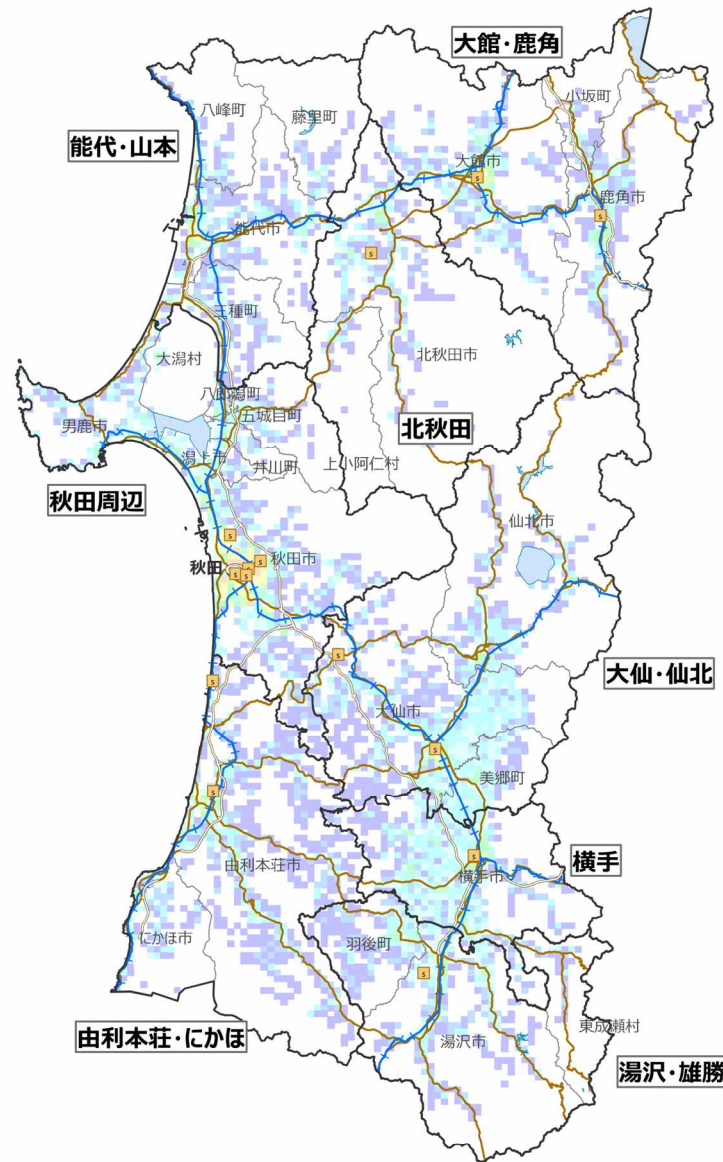 大館・鹿角
小坂町
八峰町
藤里町
能代・山本
大館市
鹿角市
能代市
三種町
大潟村
北秋田市
八郎潟町
五城目町
男鹿市
北秋田
潟上市
井川町
上小阿仁村
秋田周辺
仙北市
秋田市
秋田
大仙・仙北
大仙市
美郷町
横手
由利本荘市
横手市
にかほ市
羽後町
東成瀬村
由利本荘・にかほ
湯沢市
湯沢・雄勝
s
s
s
s
s
s
s
s
s
s
s
s
s
s